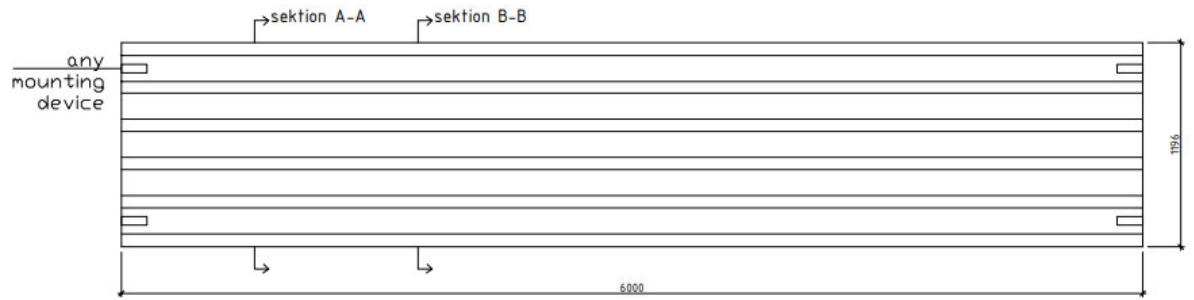 sektion A-A
sektion B-B
any
mounting
device
1196
6000